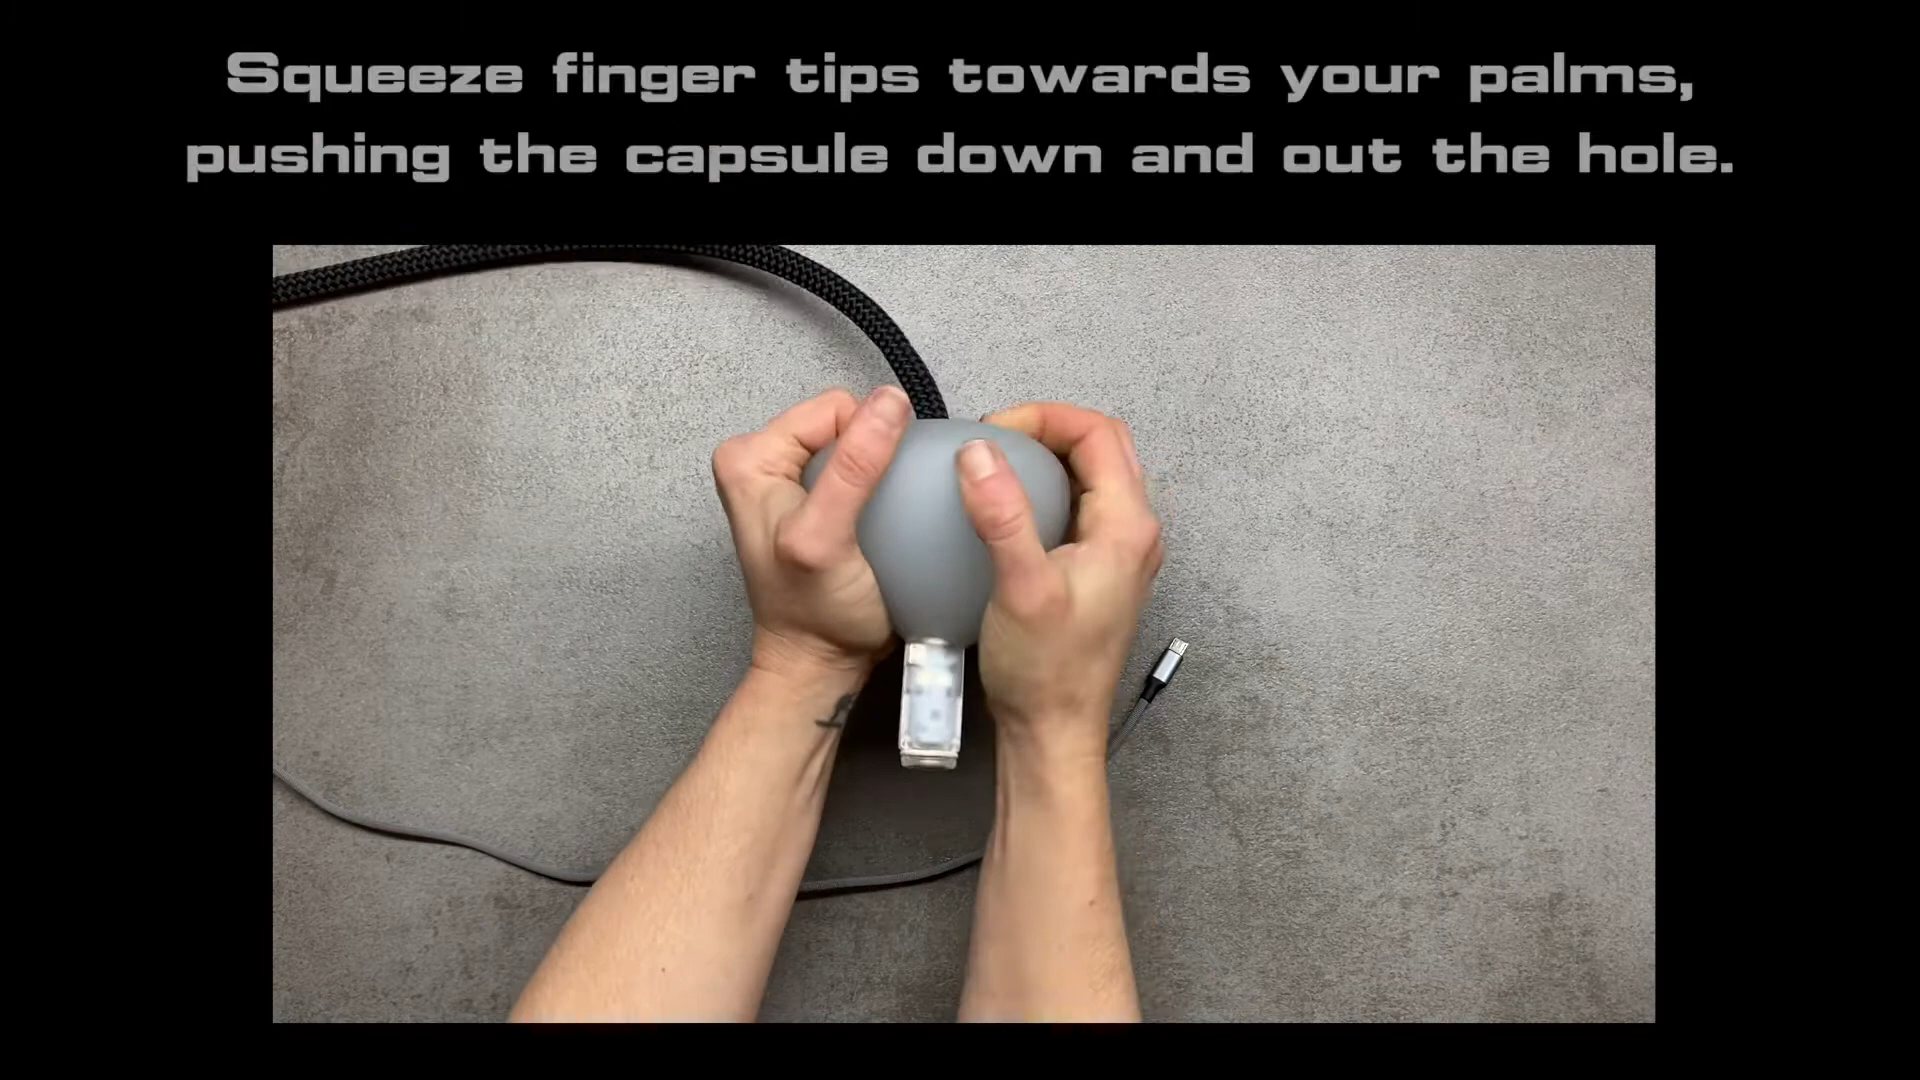 Squeeze finger tips towards your palms,
pushing the capsule down and out the hole.